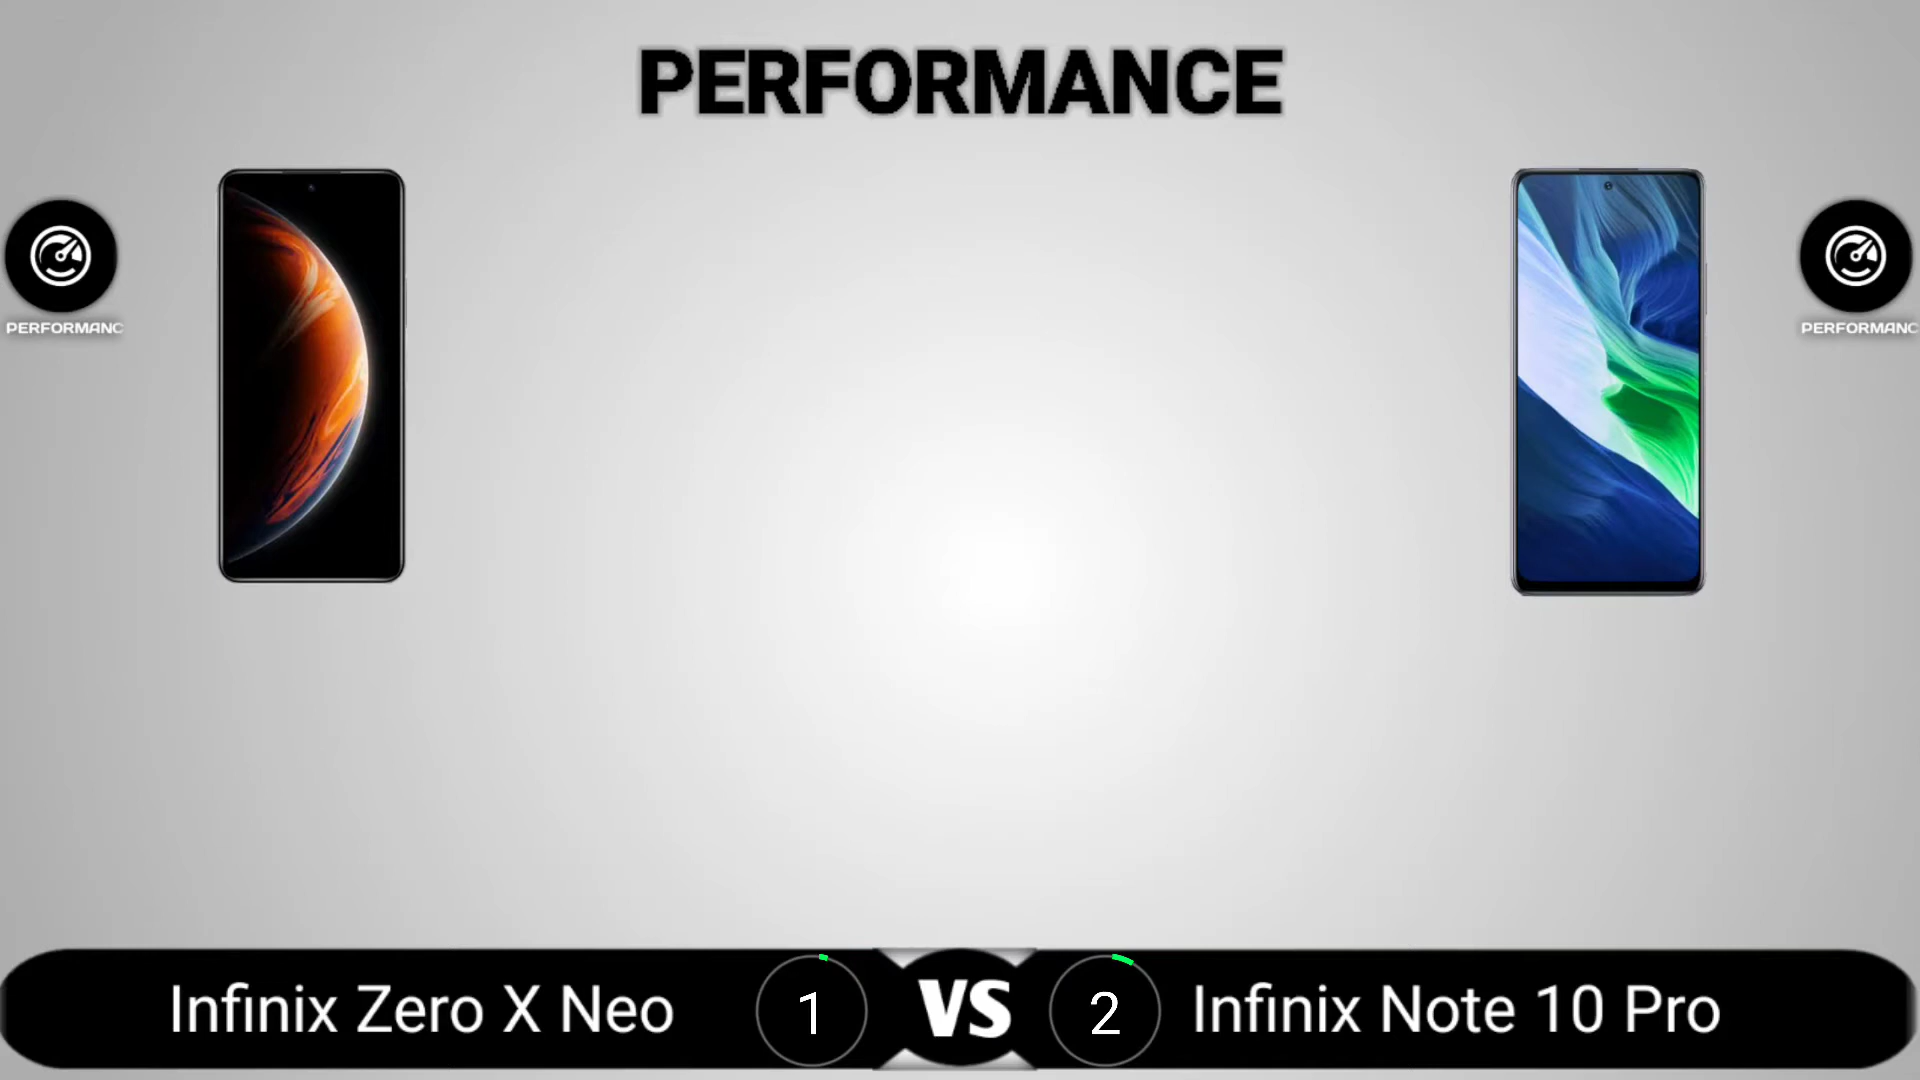 PERFORMANCE
PERFORMANC
PERFORMANC
Infinix Zero X Neo
1
VS
2
Infinix Note 10 Pro